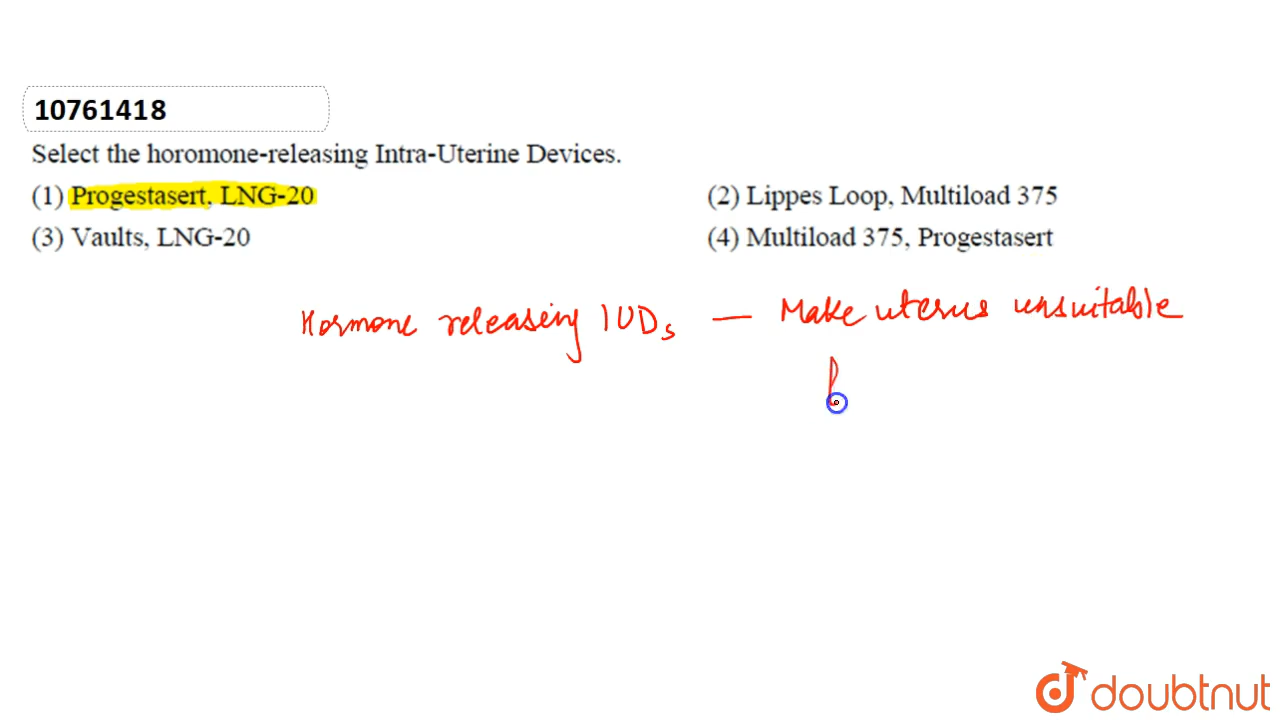 10761418
Select the horomone-releasing Intra-Uterine Devices.
(1) Progestasert, LNG-20
(2) Lippes Loop, Multiload 375
(3) Vaults, LNG-20
(4) Multiload 375, Progestasert
Hormone releasing IUDs — Make uterus unsuitable
doubtnut